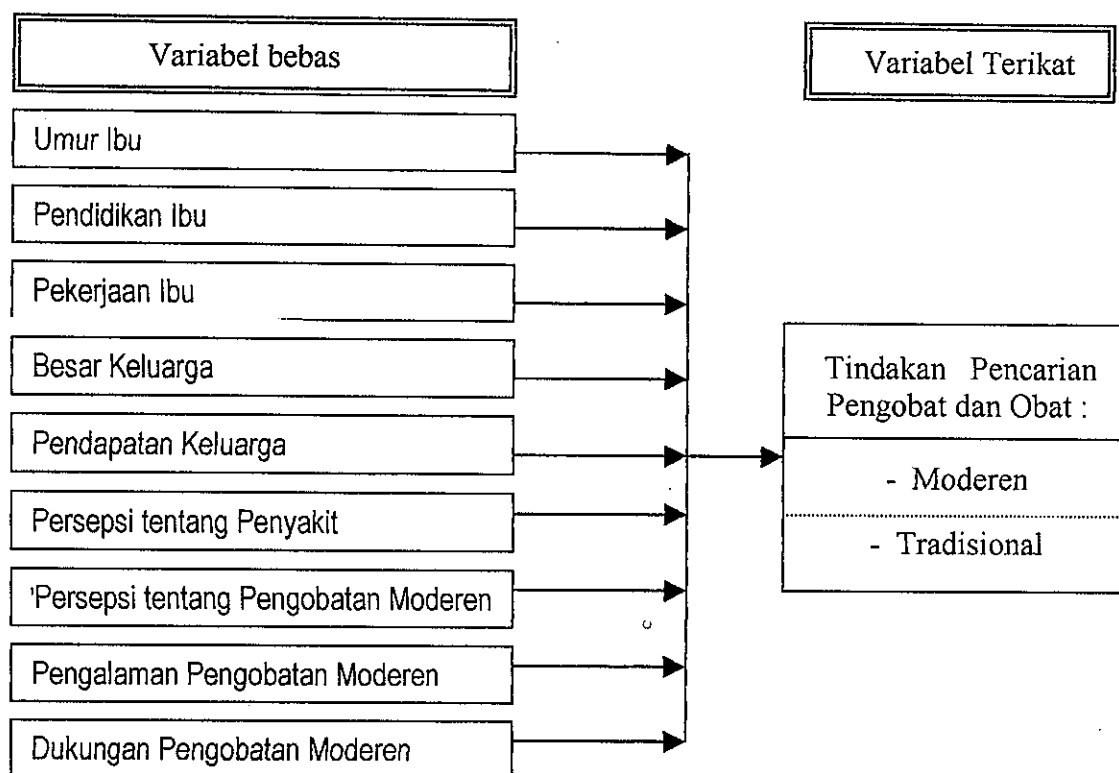 Variabel bebas
Variabel Terikat
Umur Ibu
Pendidikan Ibu
Pekerjaan Ibu
Besar Keluarga
Pendapatan Keluarga
Persepsi tentang Penyakit
Persepsi tentang Pengobatan Moderen
Pengalaman Pengobatan Moderen
Dukungan Pengobatan Moderen
Tindakan Pencarian
Pengobat dan Obat :
- Moderen
- Tradisional